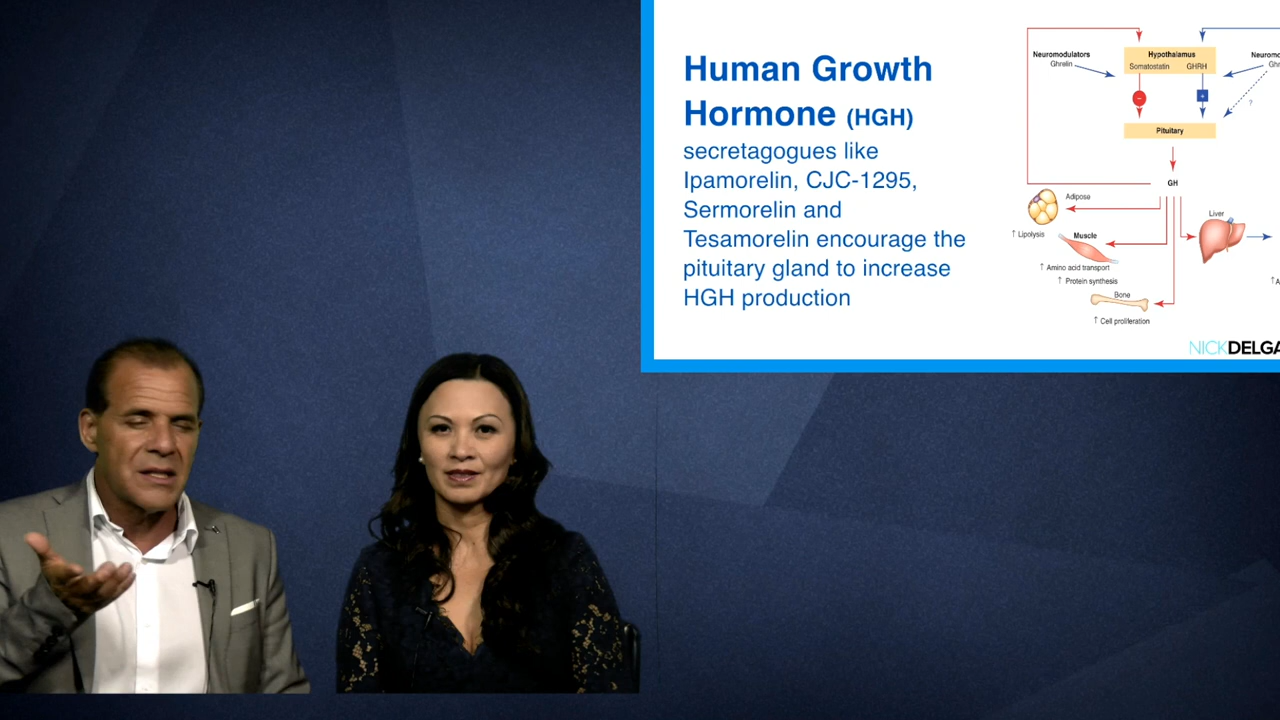 Human Growth
Hormone (HGH)
secretagogues like
Ipamorelin, CJC-1295,
Sermorelin and
Tesamorelin encourage the
pituitary gland to increase
HGH production
Neuromodulators
Ghrelin
Hypothalamus
Somatostatin GHRH
−
+
?
Pituitary
GH
Adipose
↑ Lipolysis
Muscle
↑ Amino acid transport
↑ Protein synthesis
Bone
↑ Cell proliferation
Liver
NICKDELGA